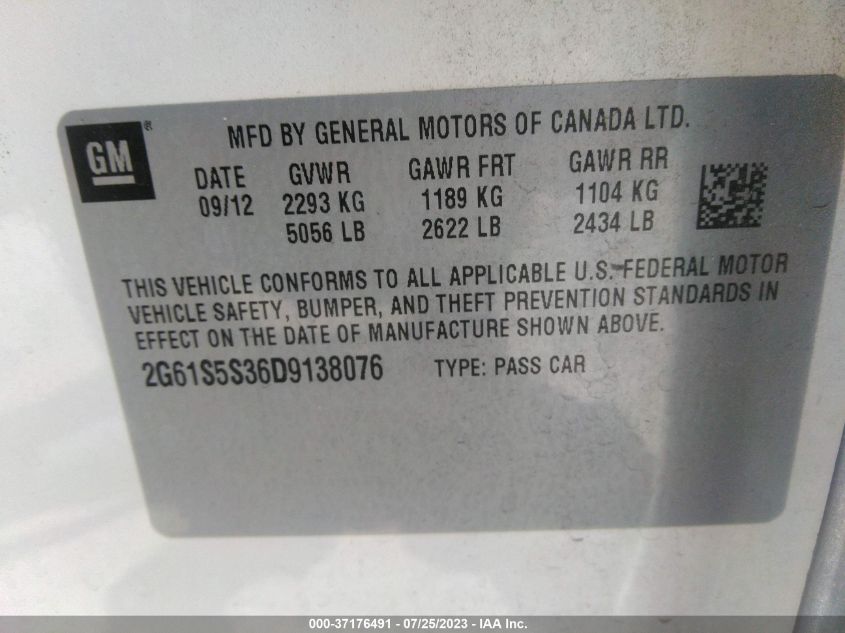 GM ®
MFD BY GENERAL MOTORS OF CANADA LTD.
DATE GVWR GAWR FRT GAWR RR
09/12 2293 KG 1189 KG 1104 KG
5056 LB 2622 LB 2434 LB
THIS VEHICLE CONFORMS TO ALL APPLICABLE U.S. FEDERAL MOTOR
VEHICLE SAFETY, BUMPER, AND THEFT PREVENTION STANDARDS IN
EFFECT ON THE DATE OF MANUFACTURE SHOWN ABOVE.
2G61S5S36D9138076 TYPE: PASS CAR
000-37176491 - 07/25/2023 - IAA Inc.